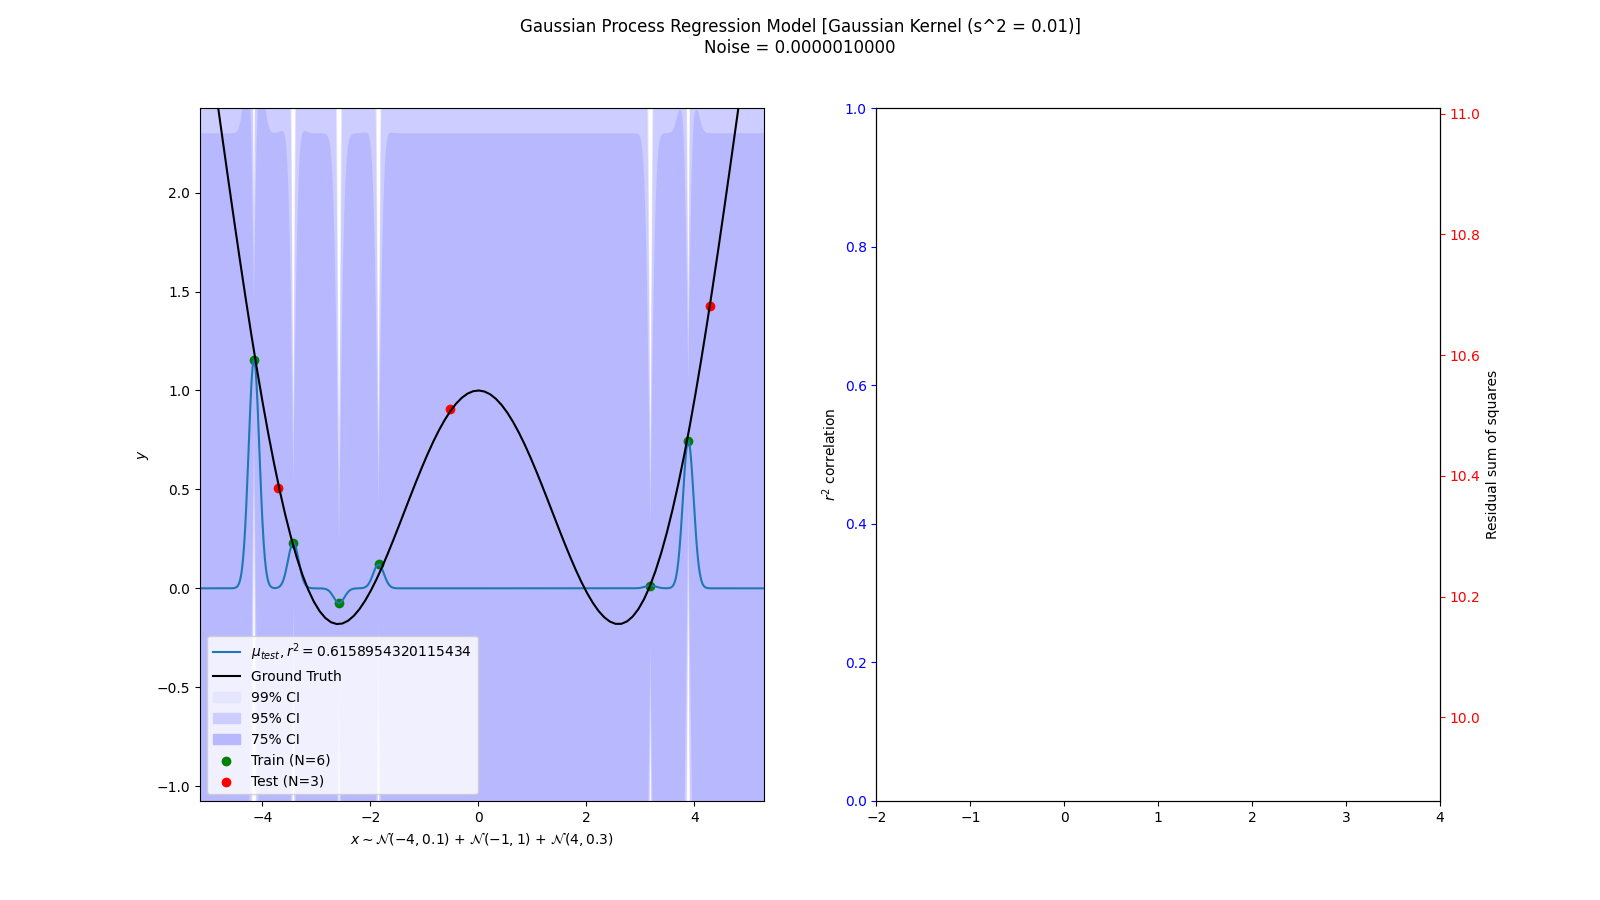 Gaussian Process Regression Model [Gaussian Kernel (s^2 = 0.01)]
Noise = 0.0000010000
2.0
1.5
1.0
0.5
0.0
−0.5
−1.0
y
μtest, r² = 0.6158954320115434
Ground Truth
99% CI
95% CI
75% CI
Train (N=6)
Test (N=3)
−4 −2 0 2 4
x ∼ 𝒩(−4, 0.1) + 𝒩(−1, 1) + 𝒩(4, 0.3)
1.0
0.8
0.6
0.4
0.2
0.0
r² correlation
−2 −1 0 1 2 3 4
11.0
10.8
10.6
10.4
10.2
10.0
Residual sum of squares